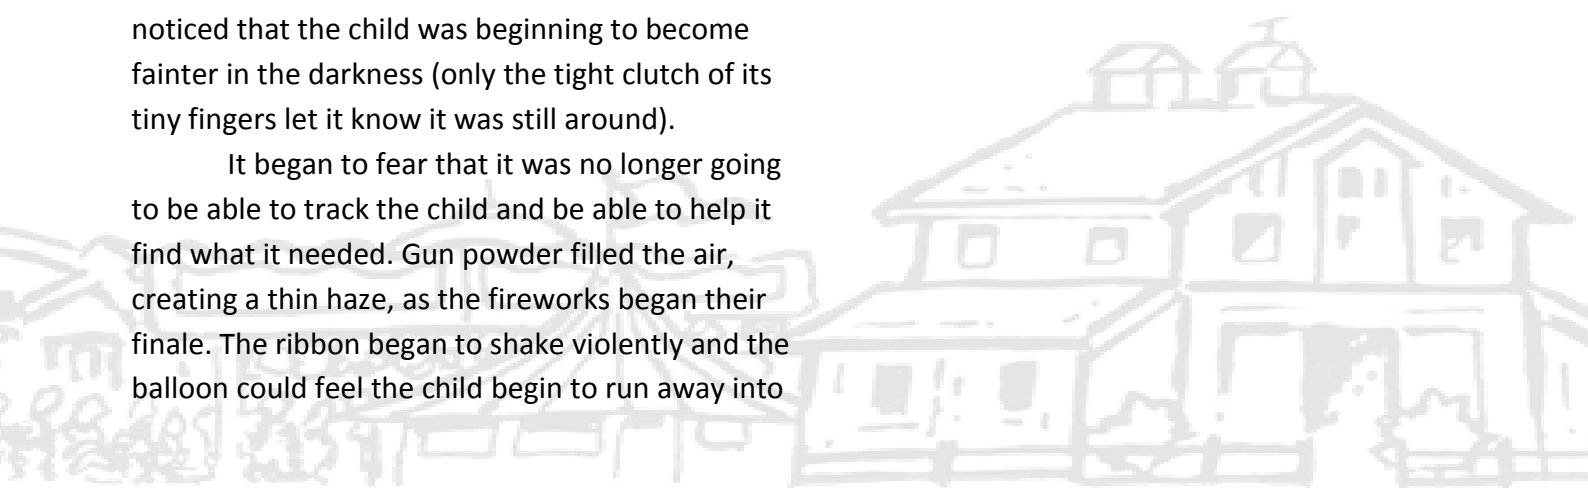 noticed that the child was beginning to become
fainter in the darkness (only the tight clutch of its
tiny fingers let it know it was still around).
It began to fear that it was no longer going
to be able to track the child and be able to help it
find what it needed. Gun powder filled the air,
creating a thin haze, as the fireworks began their
finale. The ribbon began to shake violently and the
balloon could feel the child begin to run away into